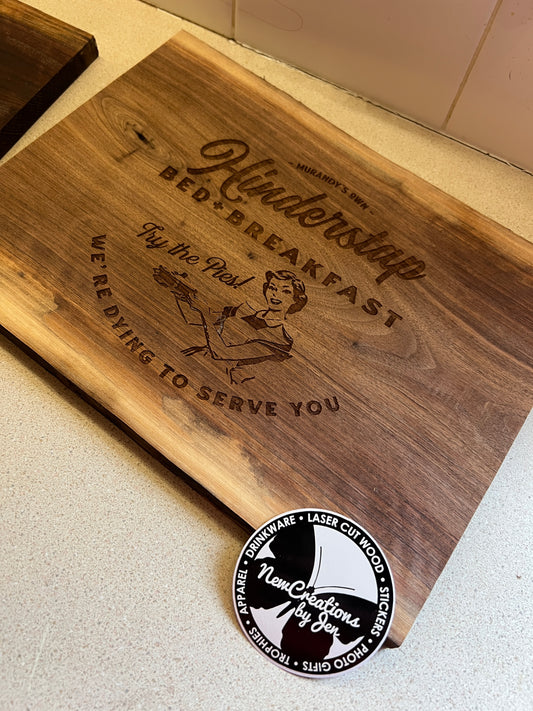 - MURANDY'S OWN -
Hinderstap
BED + BREAKFAST
Try the Pies!
WE'RE DYING TO SERVE YOU
NewCreations
by Jen
APPAREL • DRINKWARE • LASER CUT WOOD • STICKERS • PHOTO GIFTS • TROPHIES •